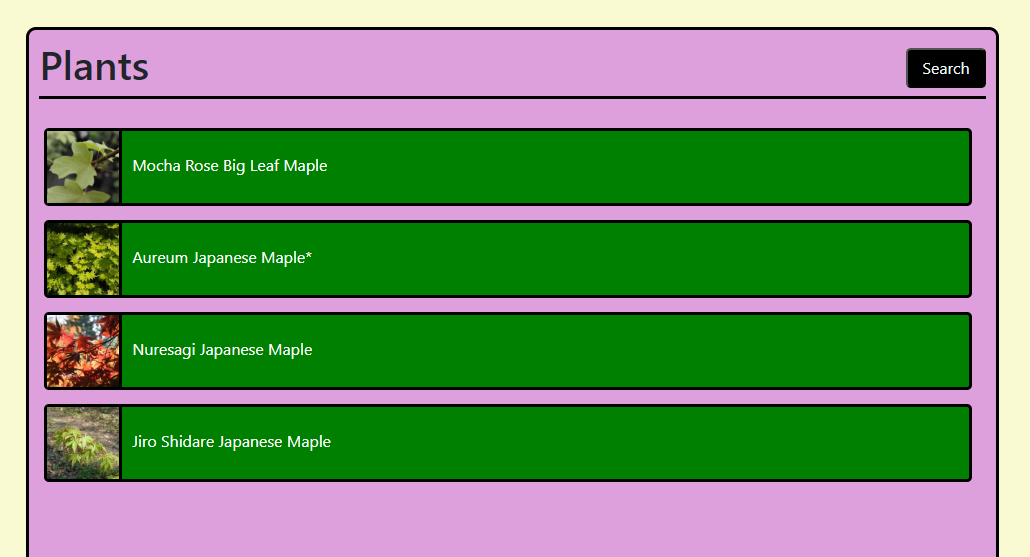 Plants
Search
Mocha Rose Big Leaf Maple
Aureum Japanese Maple*
Nuresagi Japanese Maple
Jiro Shidare Japanese Maple